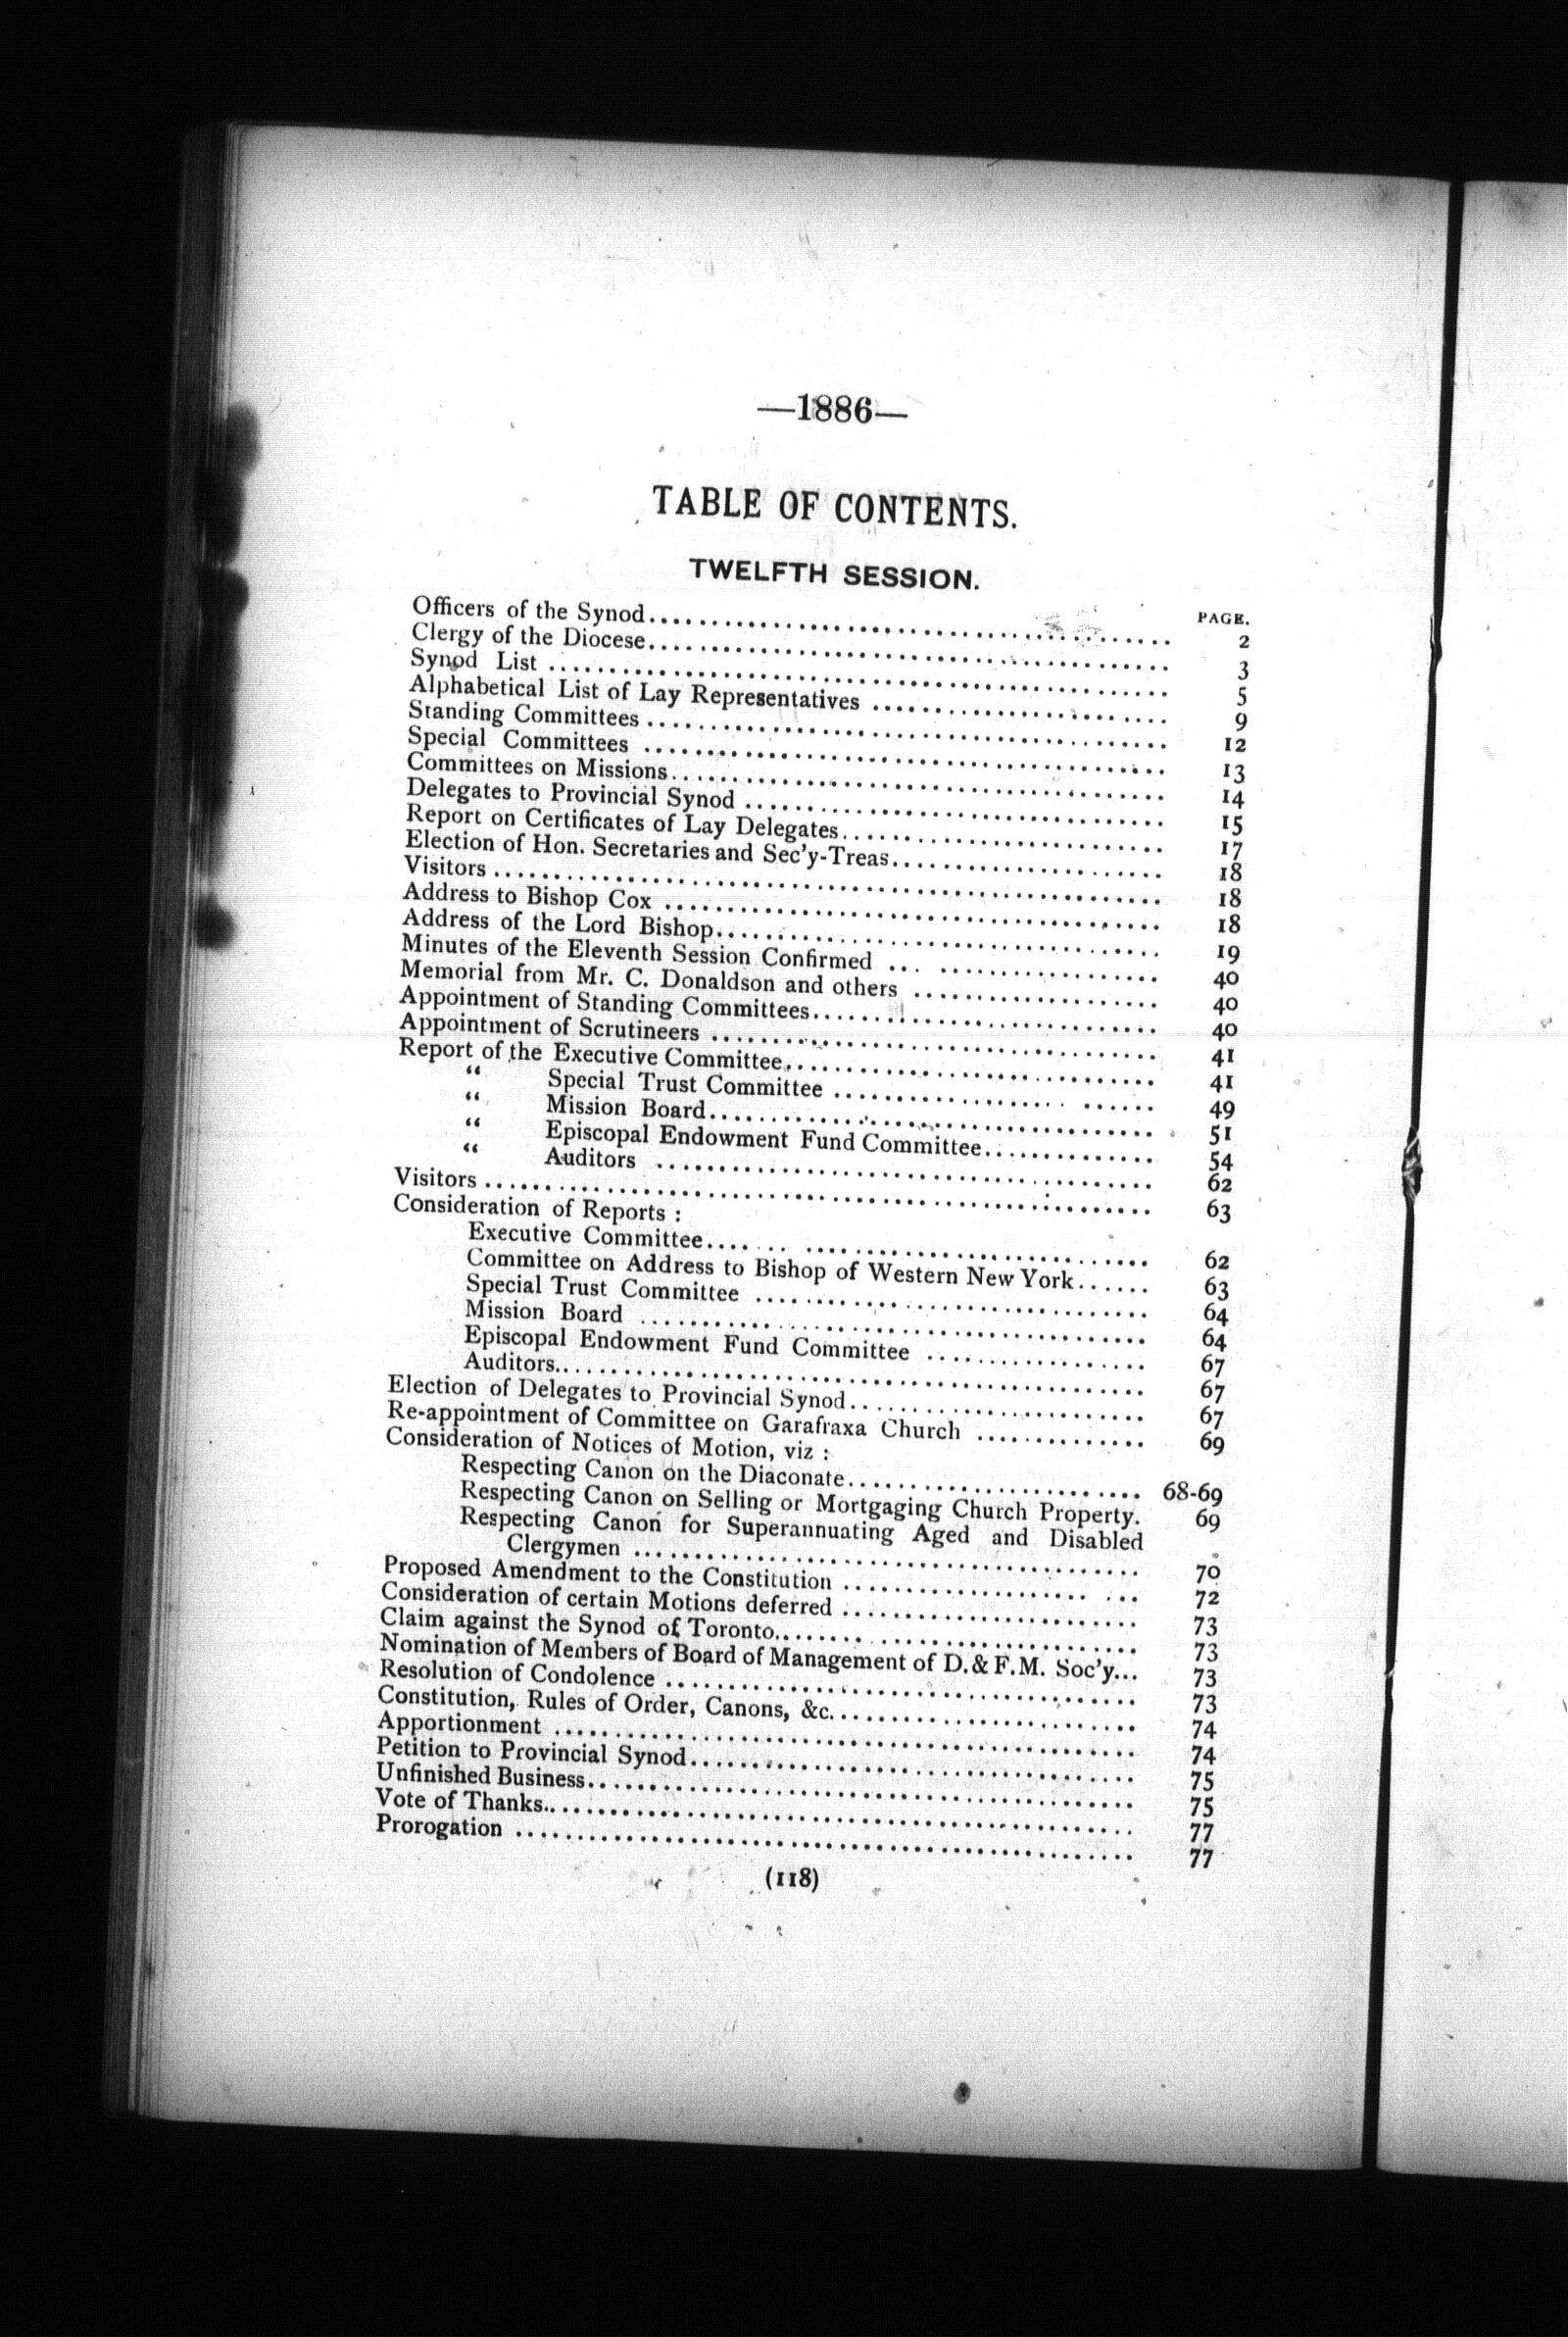 —1886—
TABLE OF CONTENTS.
TWELFTH SESSION.
PAGE.
Officers of the Synod........ 2
Clergy of the Diocese........ 3
Synod List ........ 5
Alphabetical List of Lay Representatives ........ 9
Standing Committees ........ 12
Special Committees ........ 13
Committees on Missions........ 14
Delegates to Provincial Synod ........ 15
Report on Certificates of Lay Delegates........ 17
Election of Hon. Secretaries and Sec'y-Treas........ 18
Visitors ........ 18
Address to Bishop Cox ........ 18
Address of the Lord Bishop........ 19
Minutes of the Eleventh Session Confirmed ........ 40
Memorial from Mr. C. Donaldson and others ........ 40
Appointment of Standing Committees........ 40
Appointment of Scrutineers ........ 41
Report of the Executive Committee........ 41
“ Special Trust Committee ........ 49
“ Mission Board........ 51
“ Episcopal Endowment Fund Committee........ 54
“ Auditors ........ 62
Visitors ........ 63
Consideration of Reports :
Executive Committee........ 62
Committee on Address to Bishop of Western New York...... 63
Special Trust Committee ........ 64
Mission Board ........ 64
Episcopal Endowment Fund Committee ........ 67
Auditors........ 67
Election of Delegates to Provincial Synod........ 67
Re-appointment of Committee on Garafraxa Church ........ 69
Consideration of Notices of Motion, viz :
Respecting Canon on the Diaconate........ 68-69
Respecting Canon on Selling or Mortgaging Church Property. 69
Respecting Canon for Superannuating Aged and Disabled
Clergymen ........ 70
Proposed Amendment to the Constitution ........ 72
Consideration of certain Motions deferred ........ 73
Claim against the Synod of Toronto........ 73
Nomination of Members of Board of Management of D. & F.M. Soc'y... 73
Resolution of Condolence ........ 73
Constitution, Rules of Order, Canons, &c........ 74
Apportionment ........ 74
Petition to Provincial Synod........ 75
Unfinished Business........ 75
Vote of Thanks........ 77
Prorogation ........ 77
(118)